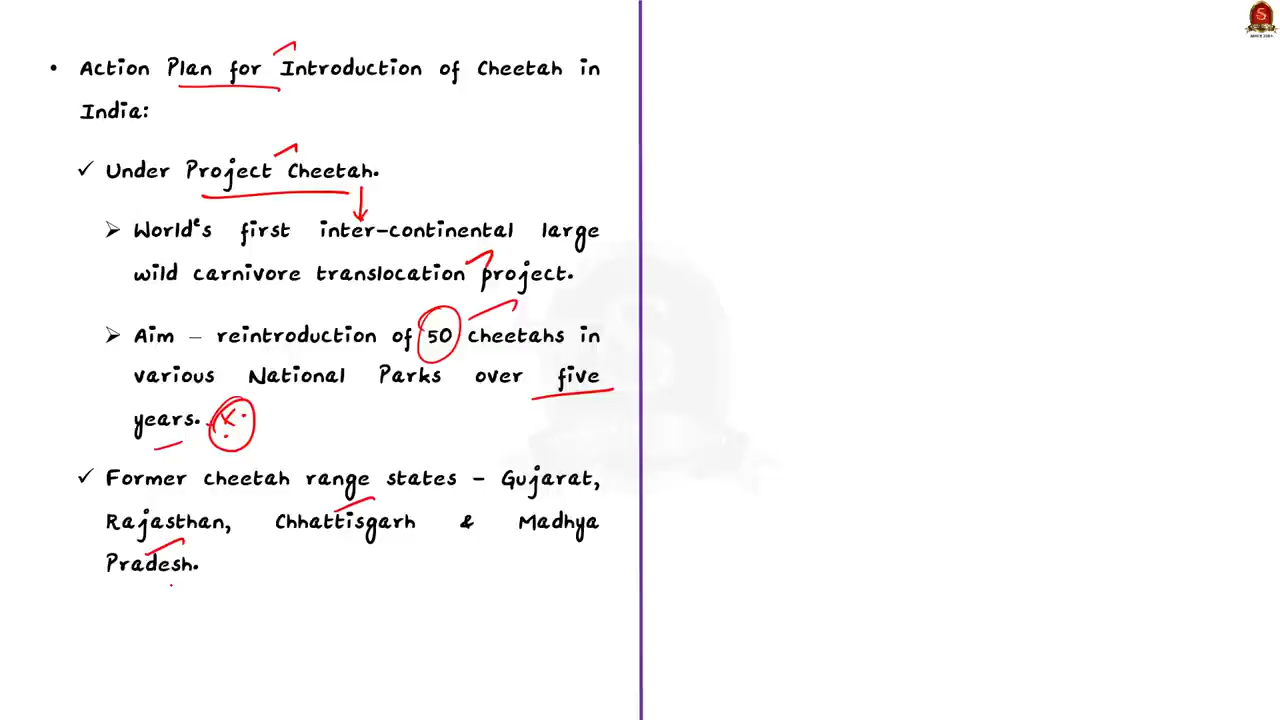 • Action Plan for Introduction of Cheetah in
India:
✓ Under Project Cheetah.
➢ World's first inter-continental large
wild carnivore translocation project.
➢ Aim – reintroduction of 50 cheetahs in
various National Parks over five
years.
✓ Former cheetah range states – Gujarat,
Rajasthan, Chhattisgarh & Madhya
Pradesh.